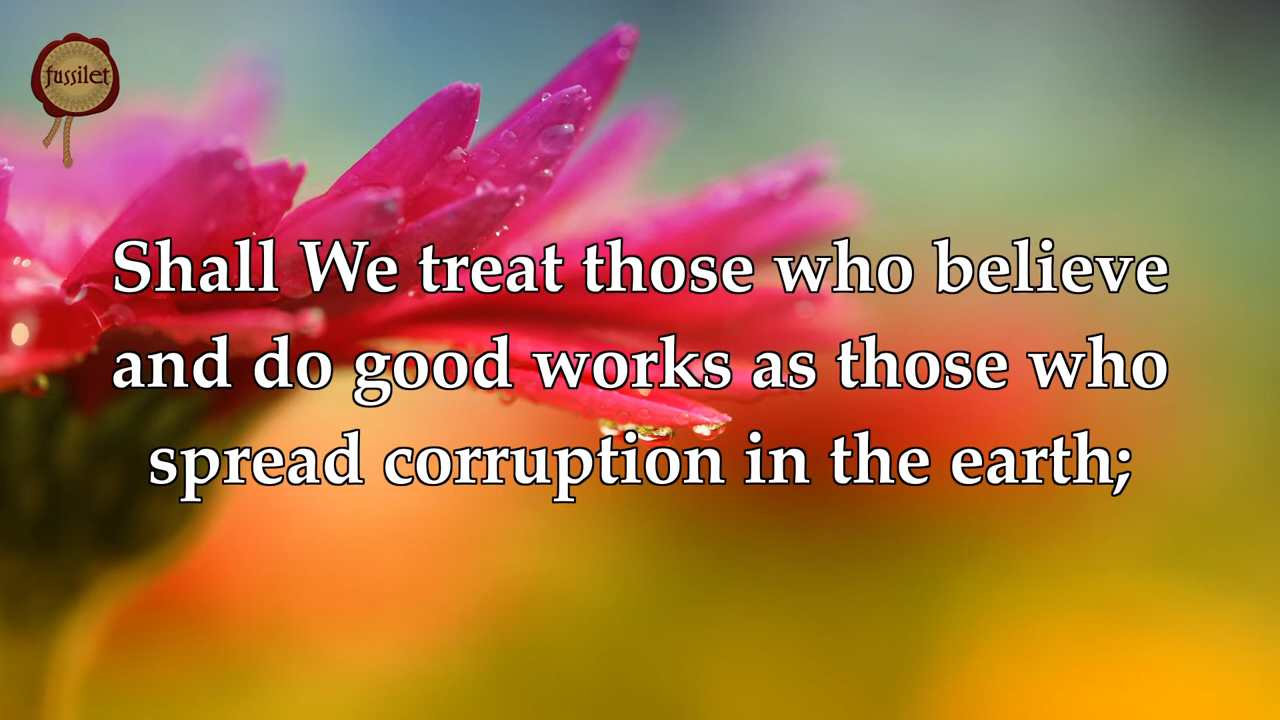 fussilet
Shall We treat those who believe
and do good works as those who
spread corruption in the earth;